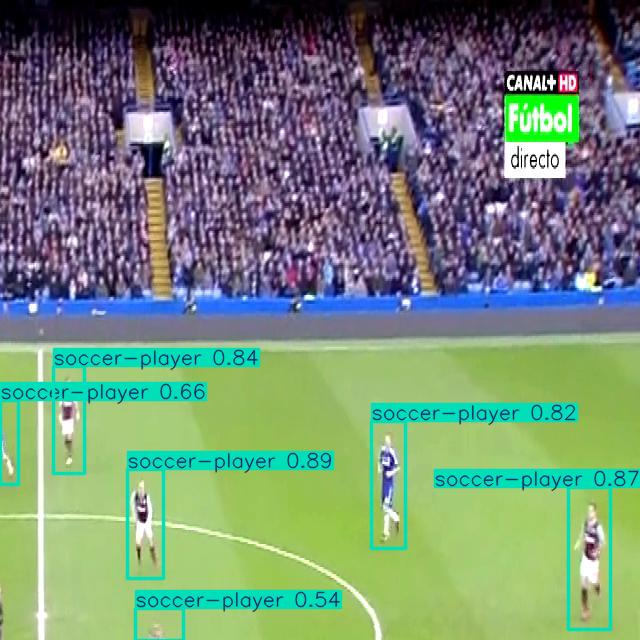 CANAL+ HD
Fútbol
directo
soccer-player 0.84
soccer-player 0.66
soccer-player 0.82
soccer-player 0.89
soccer-player 0.87
soccer-player 0.54